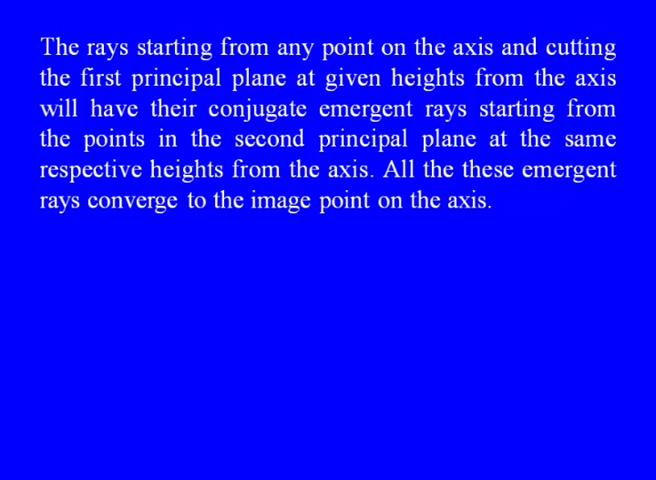 The rays starting from any point on the axis and cutting
the first principal plane at given heights from the axis
will have their conjugate emergent rays starting from
the points in the second principal plane at the same
respective heights from the axis. All the these emergent
rays converge to the image point on the axis.